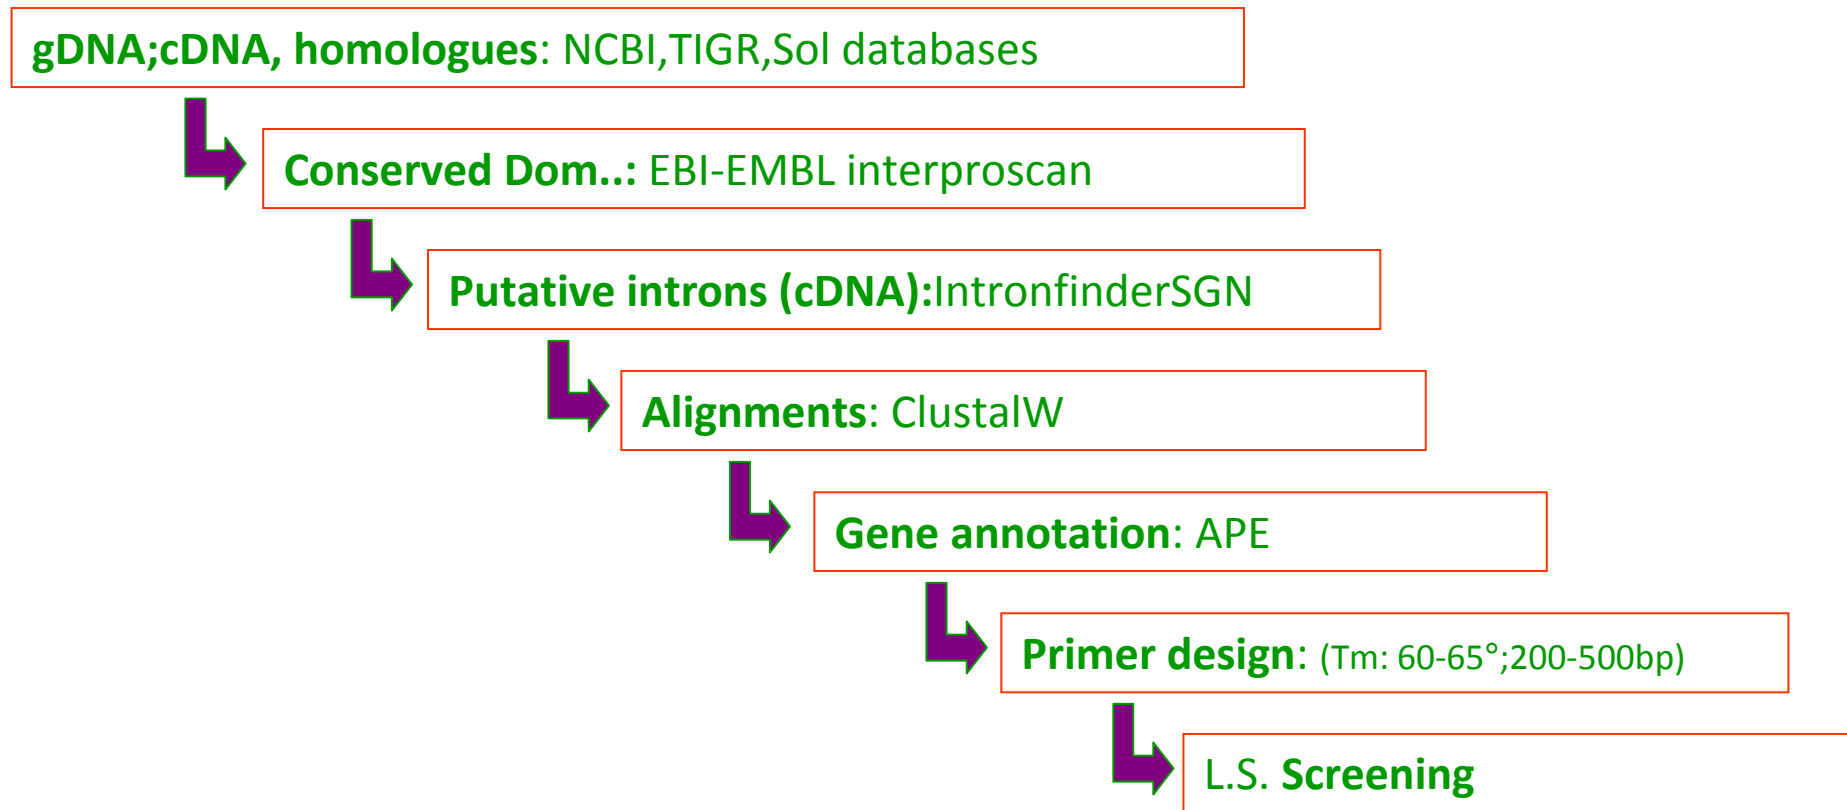 gDNA;cDNA, homologues: NCBI,TIGR,Sol databases
Conserved Dom..: EBI-EMBL interproscan
Putative introns (cDNA):IntronfinderSGN
Alignments: ClustalW
Gene annotation: APE
Primer design: (Tm: 60-65°;200-500bp)
L.S. Screening